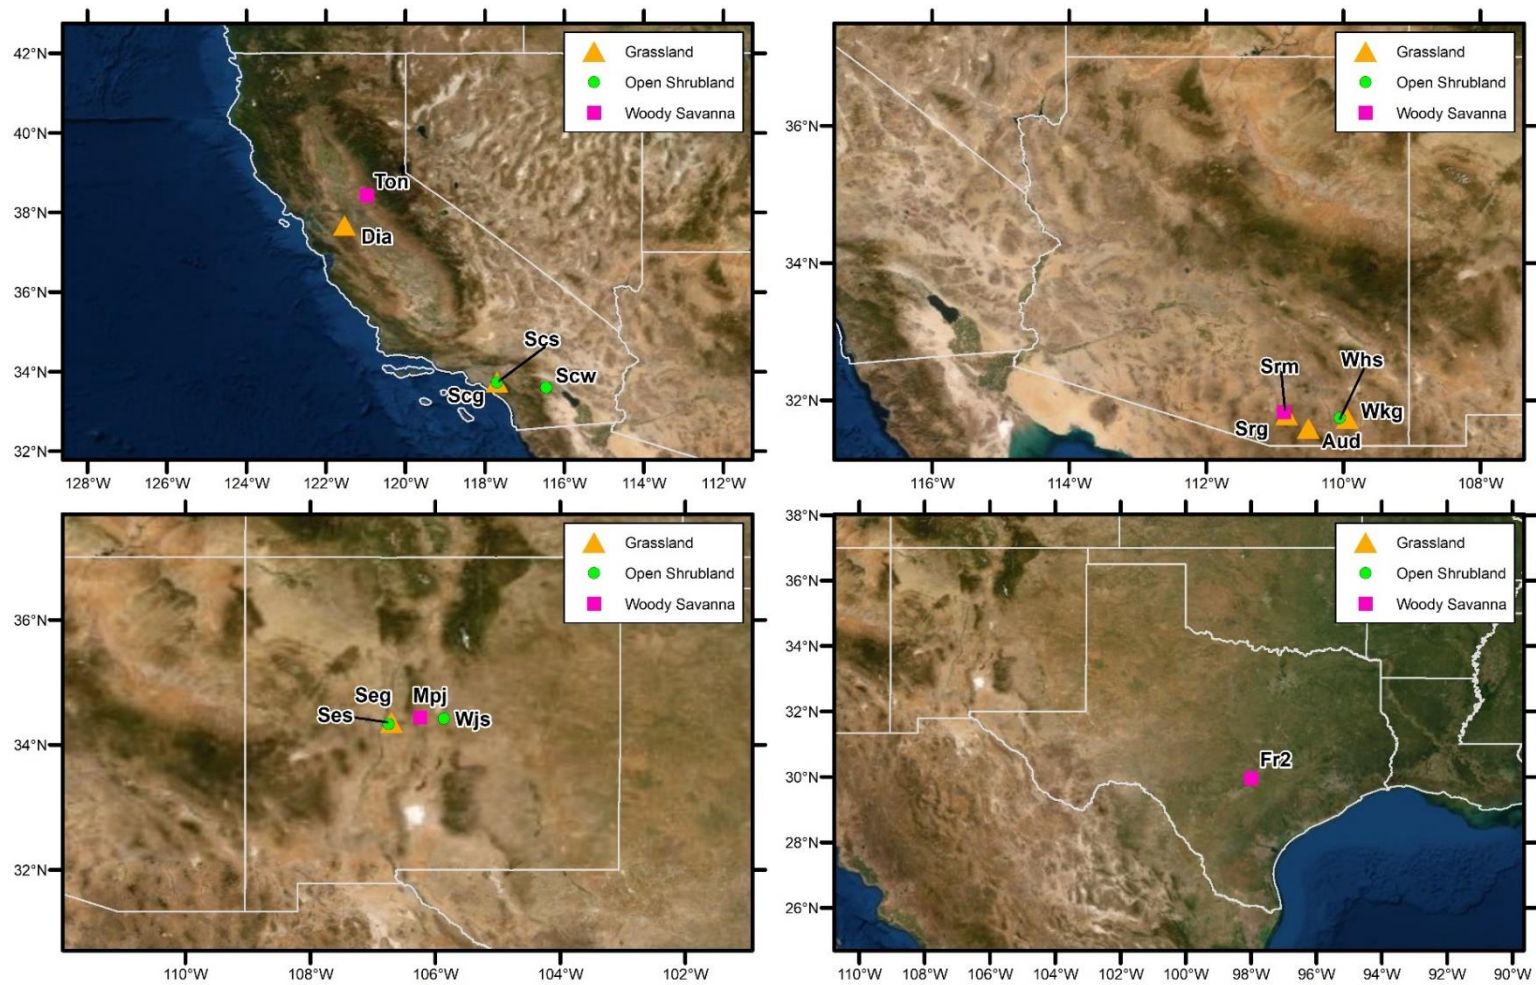 42°N
40°N
38°N
36°N
34°N
32°N
Grassland
Open Shrubland
Woody Savanna
Ton
Dia
Scs
Scw
Scg
128°W 126°W 124°W 122°W 120°W 118°W 116°W 114°W 112°W
36°N
34°N
32°N
Grassland
Open Shrubland
Woody Savanna
Srm
Whs
Wkg
Srg
Aud
116°W 114°W 112°W 110°W 108°W
36°N
34°N
32°N
Grassland
Open Shrubland
Woody Savanna
Seg
Mpj
Ses
Wjs
110°W 108°W 106°W 104°W 102°W
38°N
36°N
34°N
32°N
30°N
28°N
26°N
Grassland
Open Shrubland
Woody Savanna
Fr2
110°W 108°W 106°W 104°W 102°W 100°W 98°W 96°W 94°W 92°W 90°W